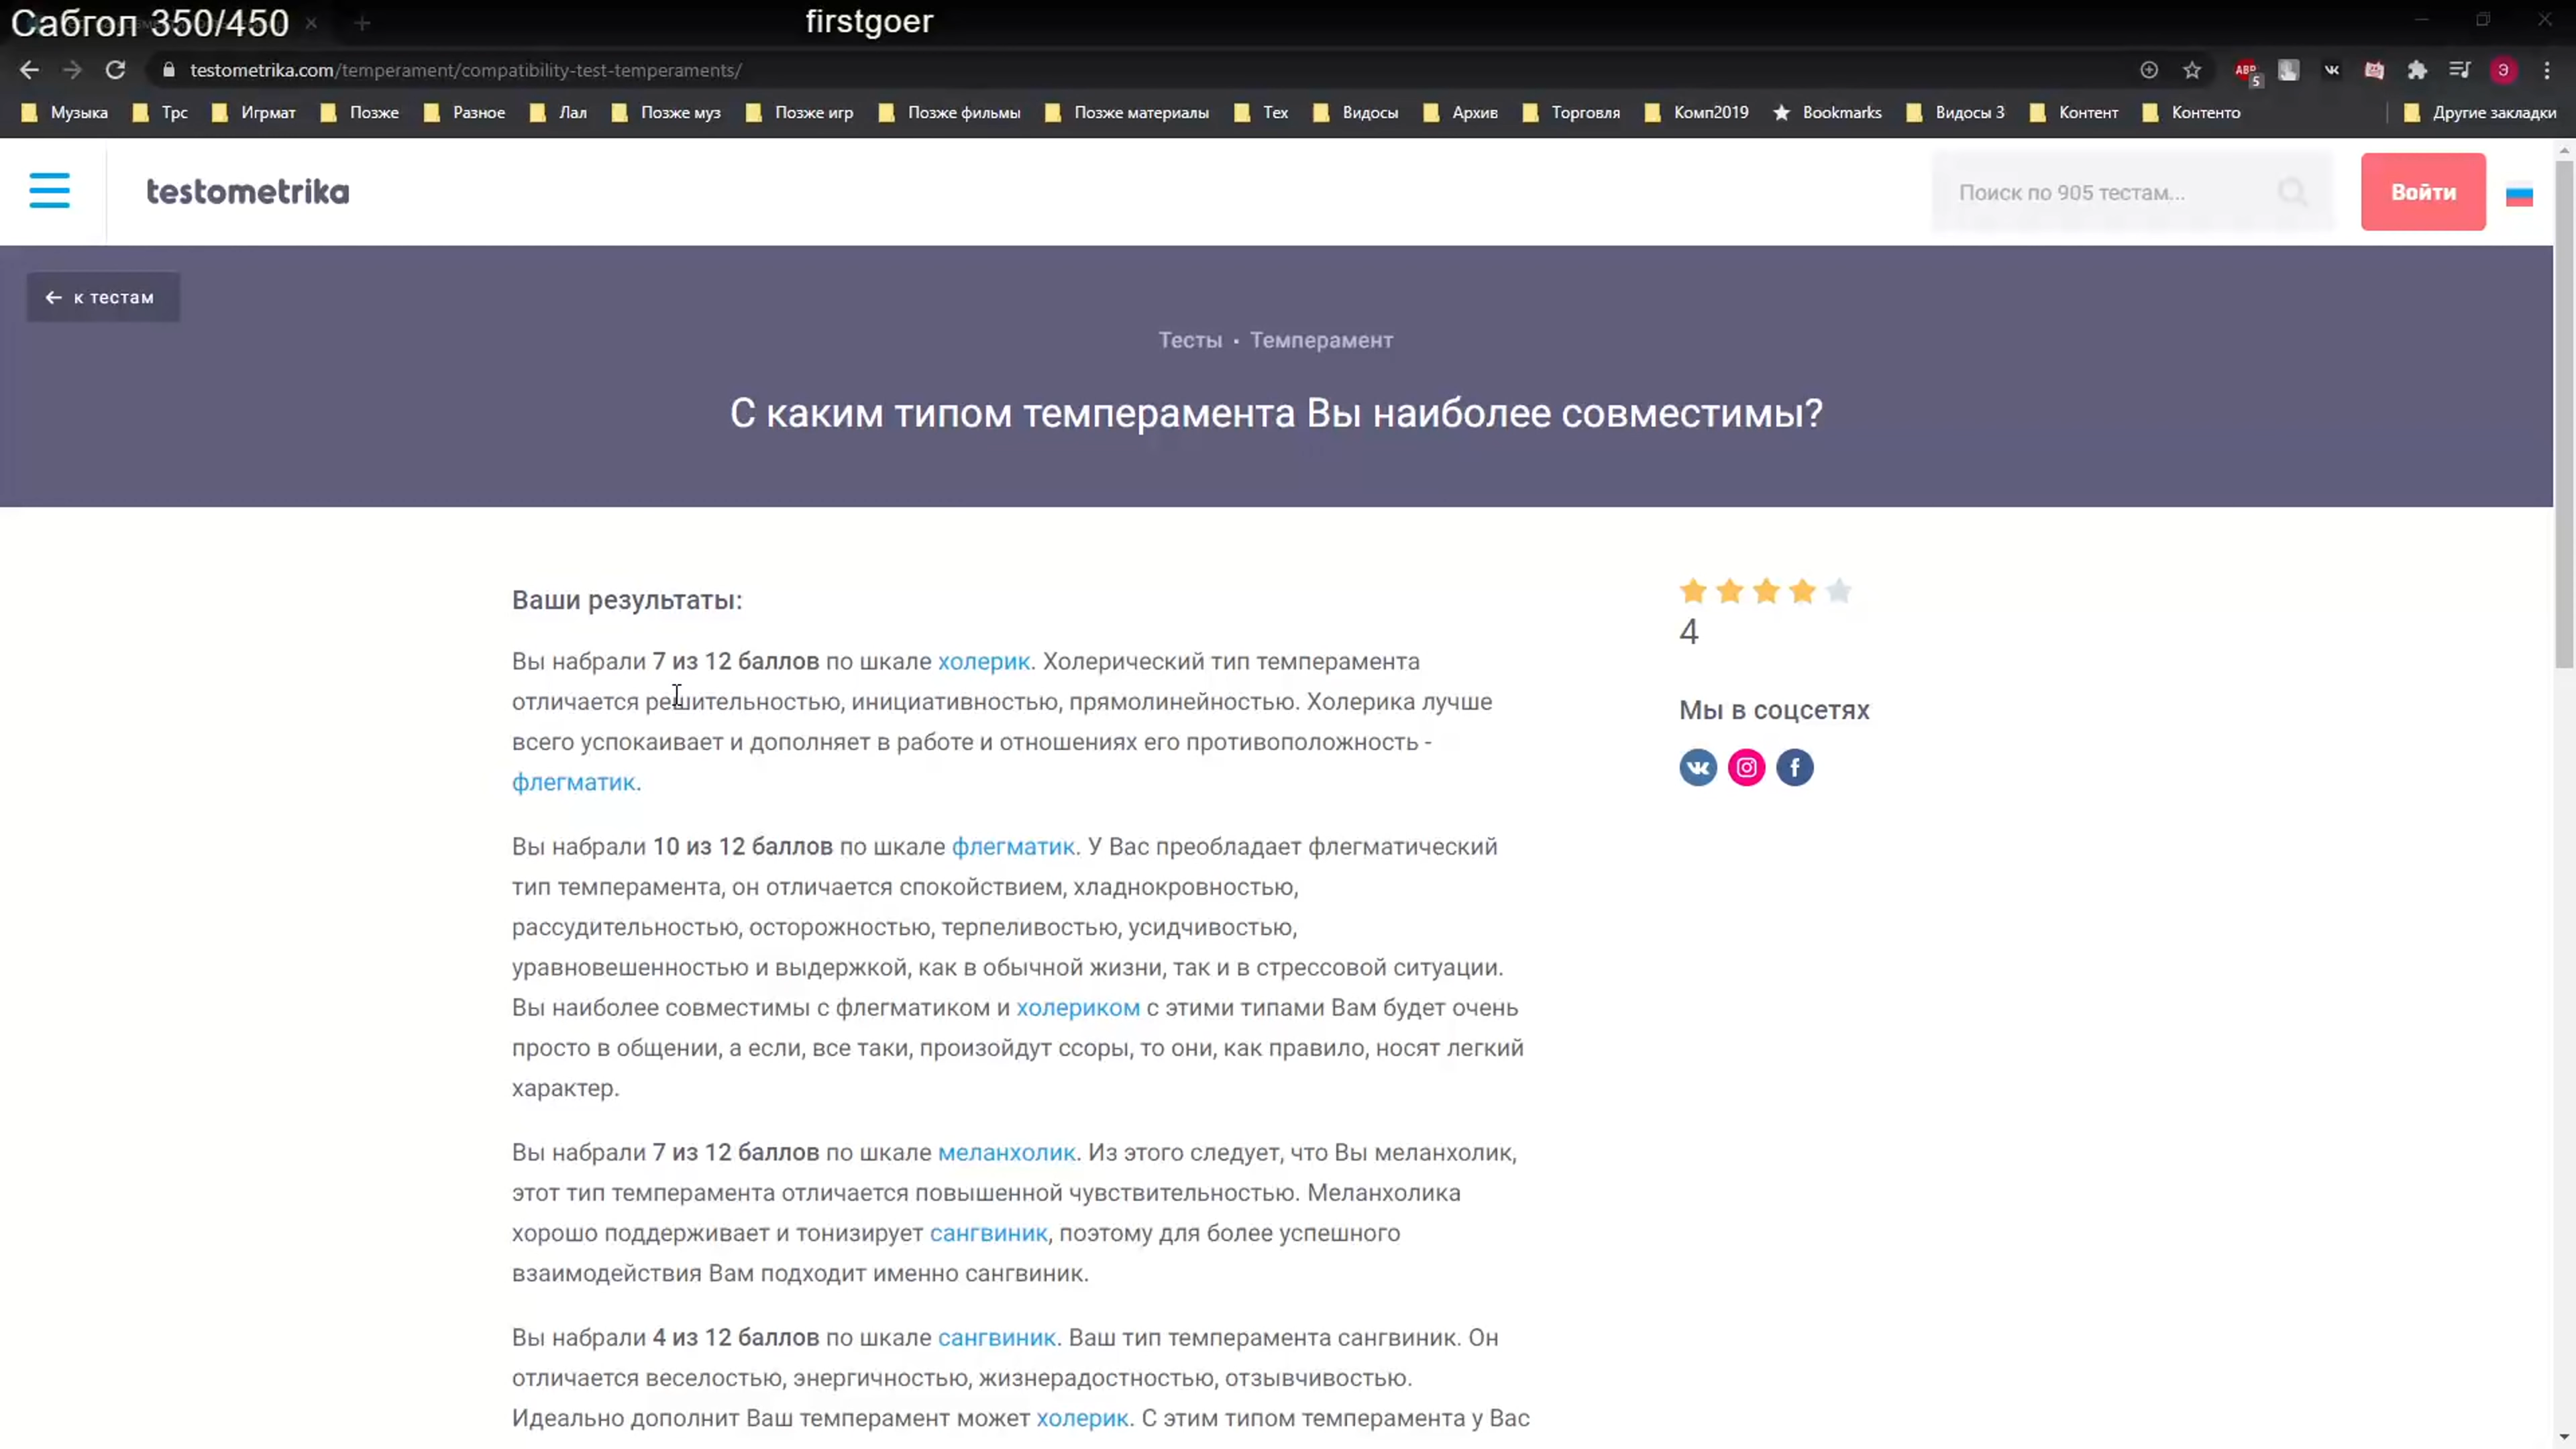 Сабгол 350/450
firstgoer
testometrika.com/temperament/compatibility-test-temperaments/
ABP
5
VK
Э
Музыка Трс Игрмат Позже Разное Лал Позже муз Позже игр Позже фильмы Позже материалы Тех Видосы Архив Торговля Комп2019 Bookmarks Видосы 3 Контент Контенто Другие закладки
testometrika
Поиск по 905 тестам...
Войти
к тестам
Тесты • Темперамент
С каким типом темперамента Вы наиболее совместимы?
Ваши результаты:
Вы набрали 7 из 12 баллов по шкале холерик. Холерический тип темперамента
отличается решительностью, инициативностью, прямолинейностью. Холерика лучше
всего успокаивает и дополняет в работе и отношениях его противоположность -
флегматик.
Вы набрали 10 из 12 баллов по шкале флегматик. У Вас преобладает флегматический
тип темперамента, он отличается спокойствием, хладнокровностью,
рассудительностью, осторожностью, терпеливостью, усидчивостью,
уравновешенностью и выдержкой, как в обычной жизни, так и в стрессовой ситуации.
Вы наиболее совместимы с флегматиком и холериком с этими типами Вам будет очень
просто в общении, а если, все таки, произойдут ссоры, то они, как правило, носят легкий
характер.
Вы набрали 7 из 12 баллов по шкале меланхолик. Из этого следует, что Вы меланхолик,
этот тип темперамента отличается повышенной чувствительностью. Меланхолика
хорошо поддерживает и тонизирует сангвиник, поэтому для более успешного
взаимодействия Вам подходит именно сангвиник.
Вы набрали 4 из 12 баллов по шкале сангвиник. Ваш тип темперамента сангвиник. Он
отличается веселостью, энергичностью, жизнерадостностью, отзывчивостью.
Идеально дополнит Ваш темперамент может холерик. С этим типом темперамента у Вас
4
Мы в соцсетях